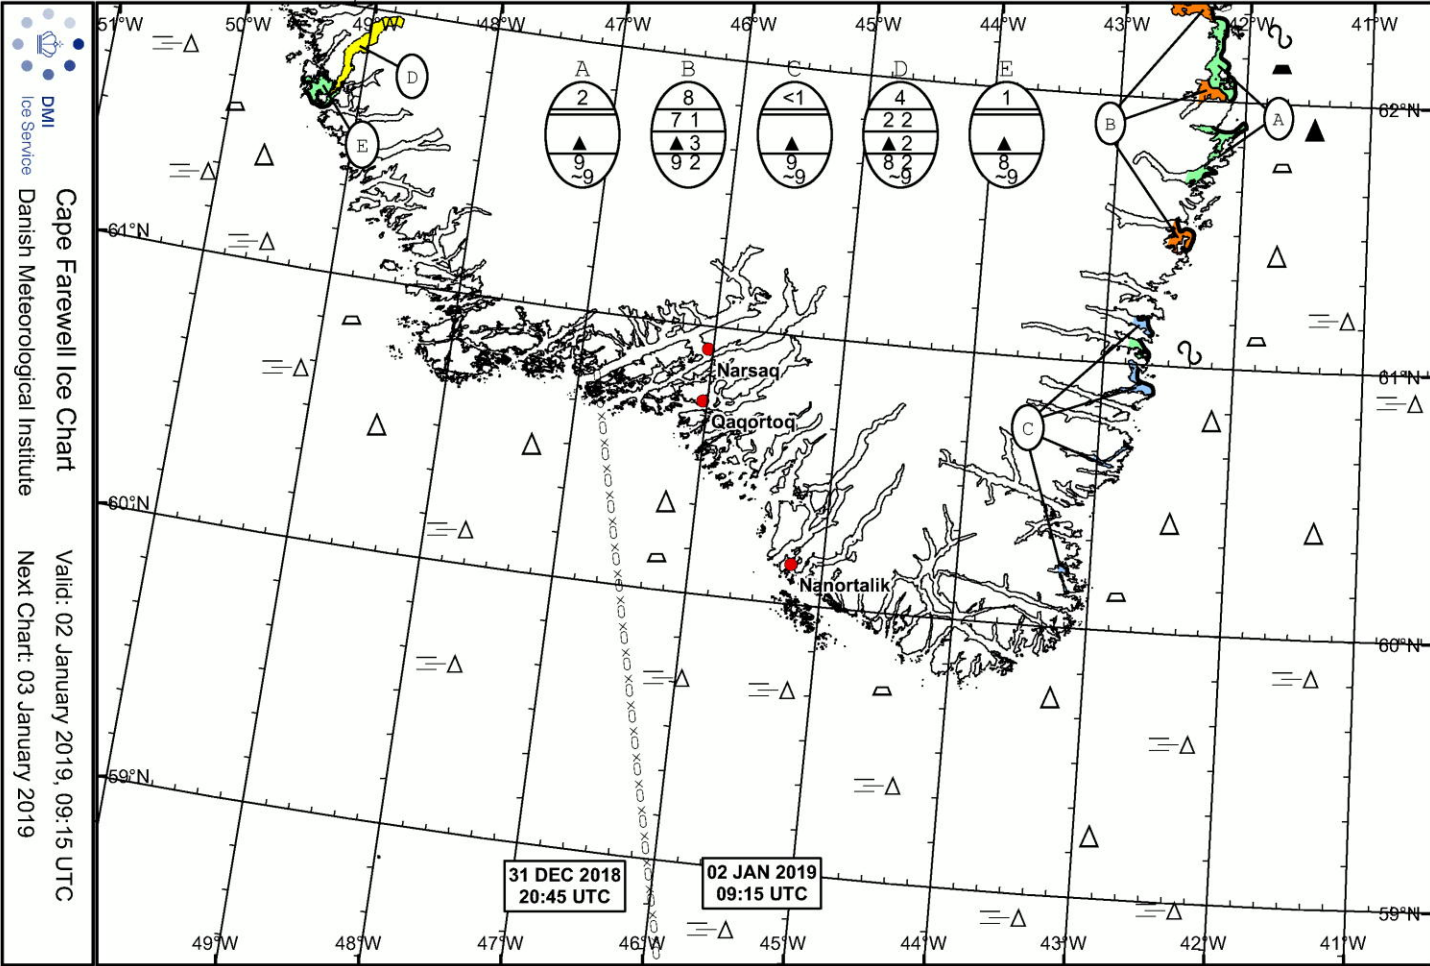 DMI
Ice Service
Cape Farewell Ice Chart
Danish Meteorological Institute
Valid: 02 January 2019, 09:15 UTC
Next Chart: 03 January 2019
51°W 50°W 49°W 48°W 47°W 46°W 45°W 44°W 43°W 42°W 41°W
A B C D E
2 8 <1 4 1
7 1 2 2
3 2
9 9 2 9 8 2 8
~9 ~9 ~9 ~9
D
E
B
A
C
62°N
61°N
61°N
60°N
60°N
59°N
59°N
Narsaq
Qaqortoq
Nanortalik
31 DEC 2018
20:45 UTC
02 JAN 2019
09:15 UTC
49°W 48°W 47°W 46°W 45°W 44°W 43°W 42°W 41°W